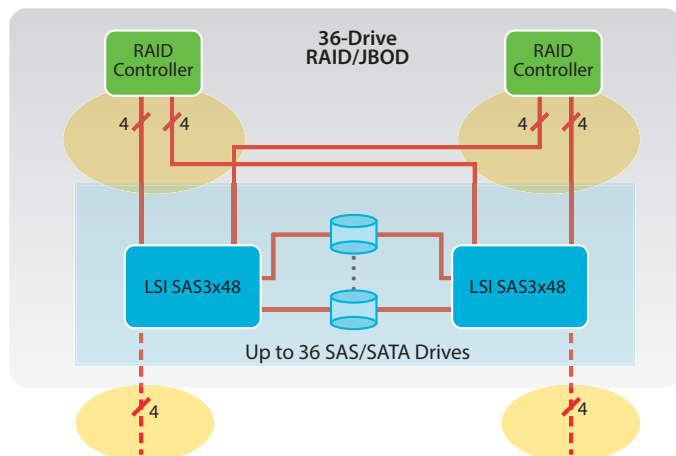 36-Drive
RAID/JBOD
RAID
Controller
RAID
Controller
4
4
4
4
LSI SAS3x48
LSI SAS3x48
Up to 36 SAS/SATA Drives
4
4